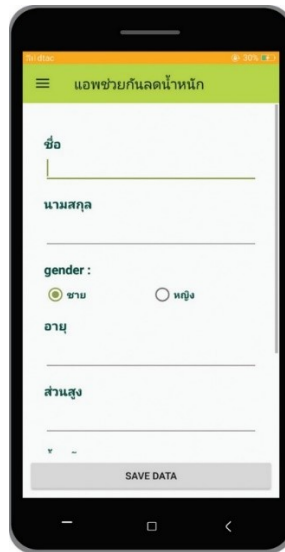 dtac 30%
แอพช่วยกันลดน้ำหนัก
ชื่อ
นามสกุล
gender :
ชาย หญิง
อายุ
ส่วนสูง
SAVE DATA